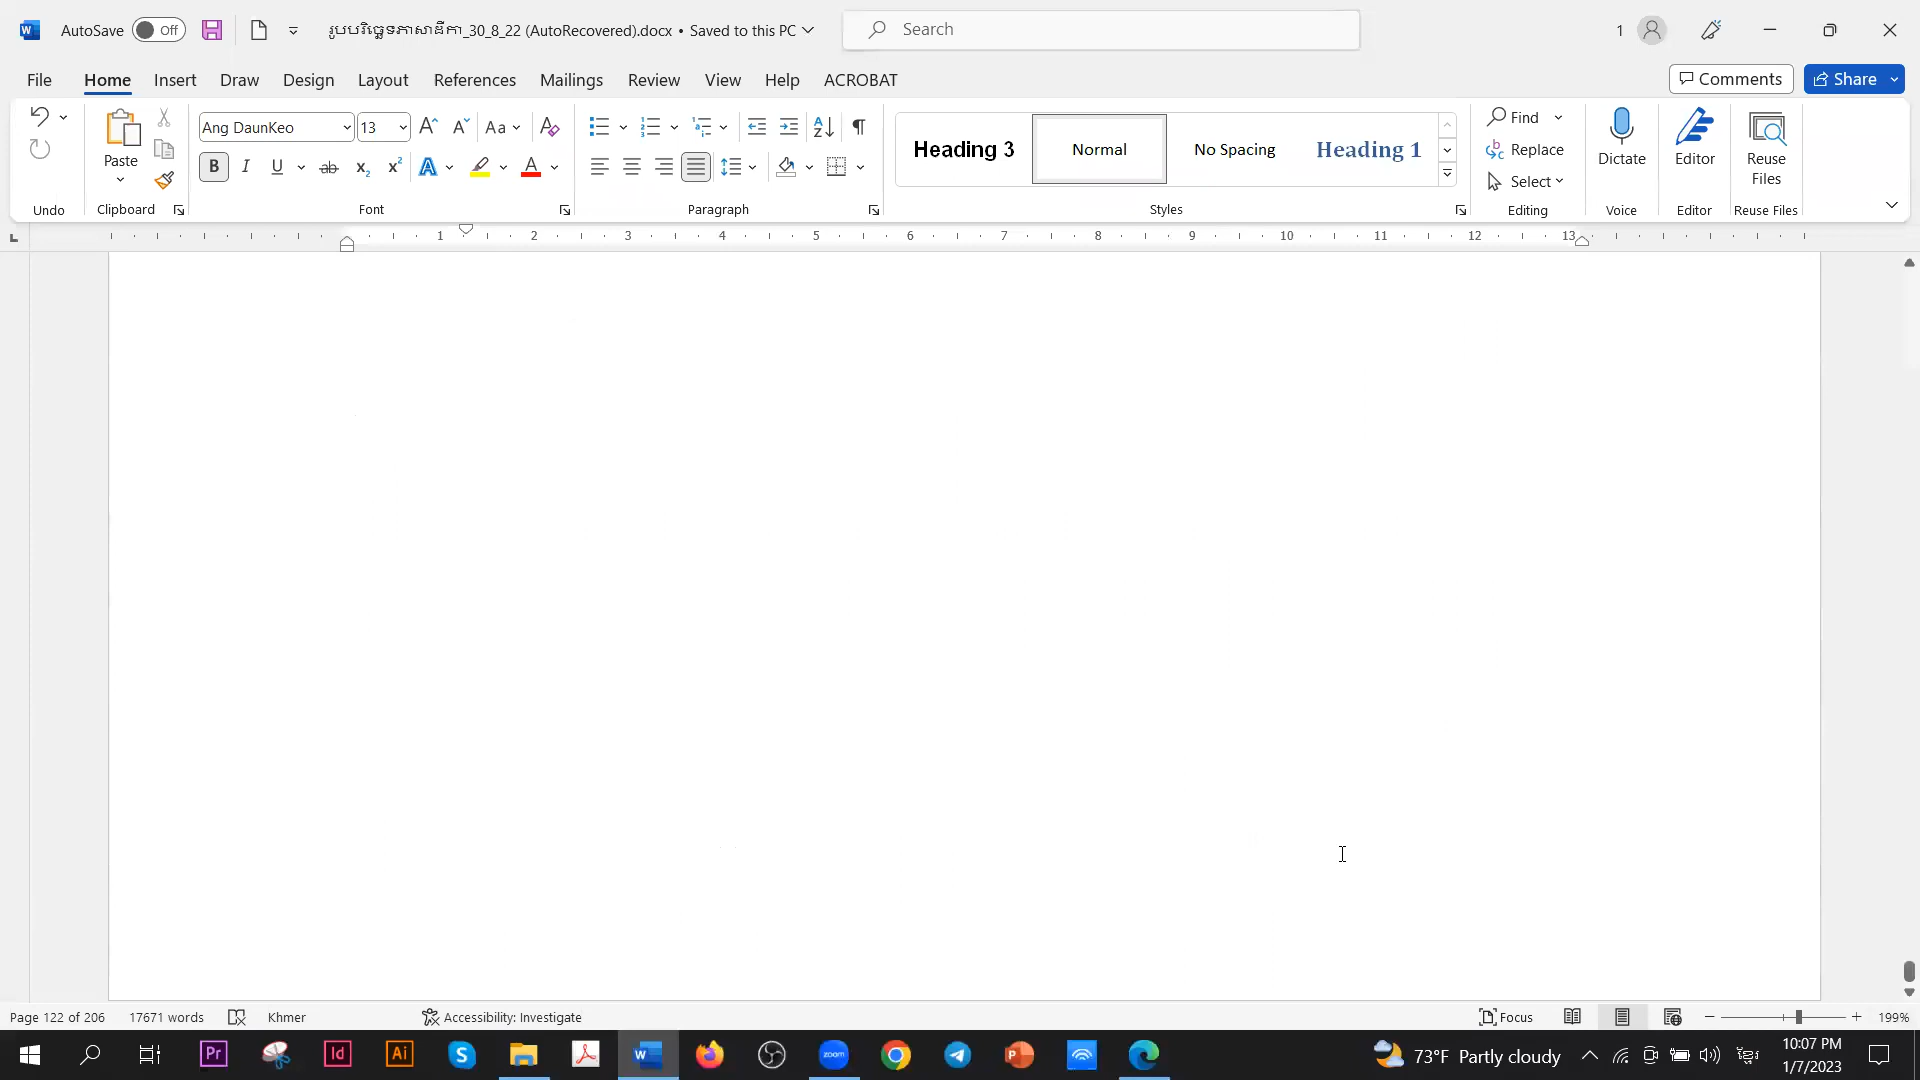 AutoSave Off រូបបរិច្ឆេទភាសាឌីកា_30_8_22 (AutoRecovered).docx • Saved to this PC Search 1
File Home Insert Draw Design Layout References Mailings Review View Help ACROBAT Comments Share
Ang DaunKeo 13 Aa Heading 3 Normal No Spacing Heading 1 Find
Replace
Select
Paste Dictate Editor Reuse Files
Undo Clipboard Font Paragraph Styles Editing Voice Editor Reuse Files
1 2 3 4 5 6 7 8 9 10 11 12 13
Page 122 of 206 17671 words Khmer Accessibility: Investigate Focus 199%
73°F Partly cloudy 10:07 PM
1/7/2023